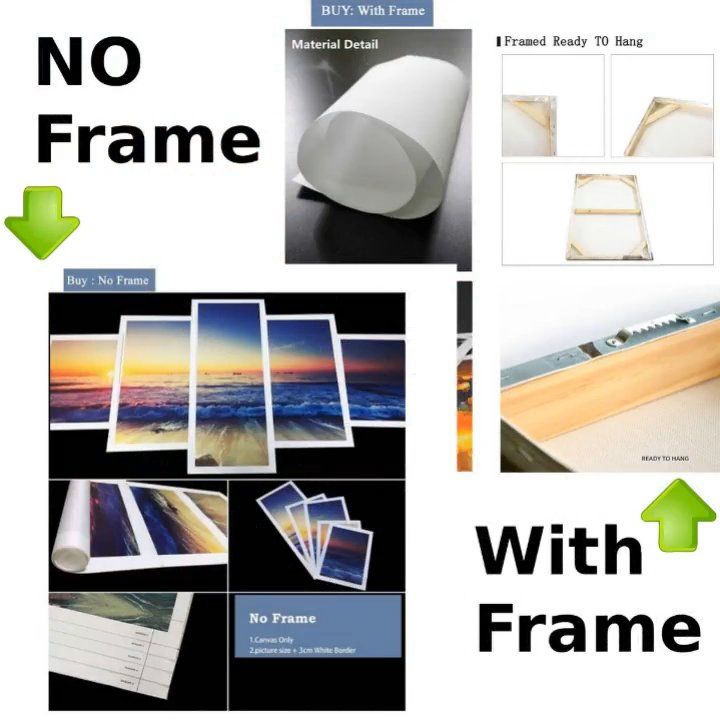 BUY: With Frame
NO
Frame
Material Detail
Framed Ready TO Hang
Buy : No Frame
READY TO HANG
With
Frame
No Frame
1.Canvas Only
2.picture size + 3cm White Border